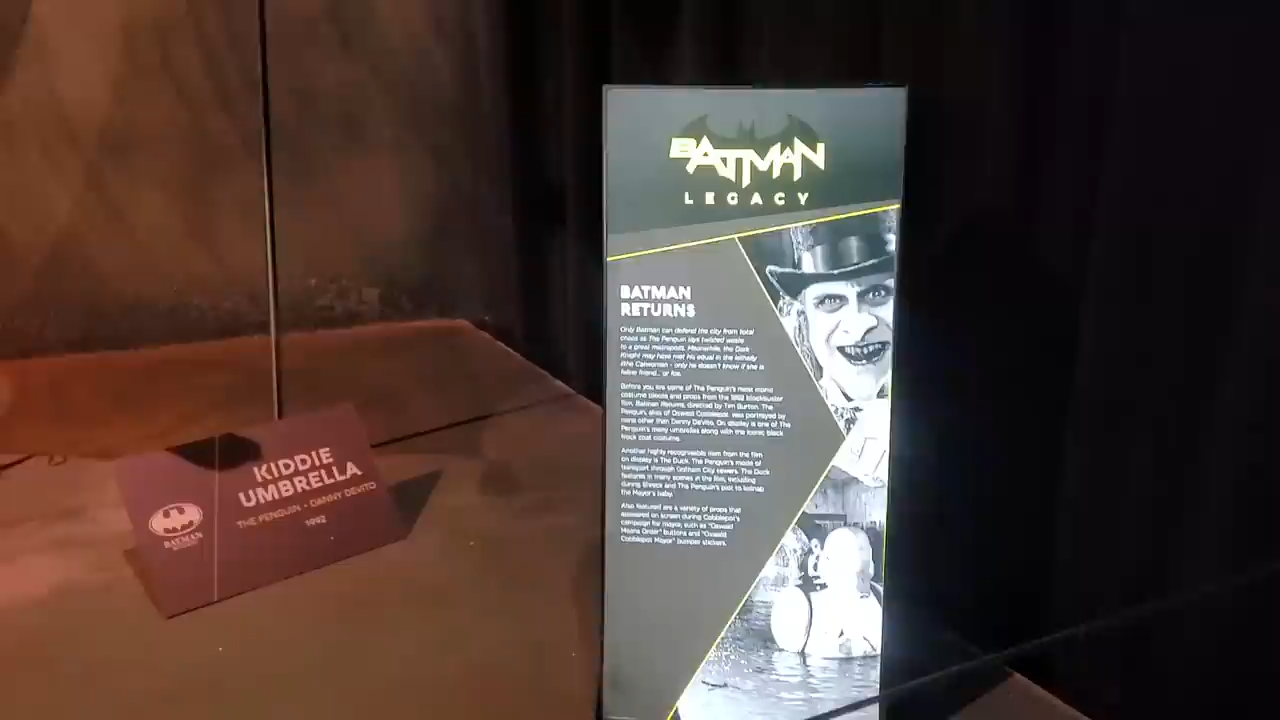 BATMAN
LEGACY
BATMAN
RETURNS
Only Batman can defend the city from total
chaos as The Penguin lays twisted waste
to a great metropolis. Meanwhile, the Dark
Knight may have met his equal in the lethally
lithe Catwoman - only he doesn't know if she is
feline friend... or foe.
Before you are some of The Penguin's most iconic
costume pieces and props from the 1992 blockbuster
film, Batman Returns, directed by Tim Burton. The
Penguin, alias of Oswald Cobblepot, was portrayed by
none other than Danny DeVito. On display is one of The
Penguin's many umbrellas along with the iconic black
frock coat costume.
Another highly recognisable item from the film
on display is The Duck, The Penguin's mode of
transport through Gotham City sewers. The Duck
features in many scenes in the film, including
during Shreck and The Penguin's plot to kidnap
the Mayor's baby.
Also featured are a variety of props that
appeared on screen during Cobblepot's
campaign for mayor, such as "Oswald
Means Order" buttons and "Oswald
Cobblepot Mayor" bumper stickers.
KIDDIE
UMBRELLA
THE PENGUIN • DANNY DEVITO
1992
BATMAN